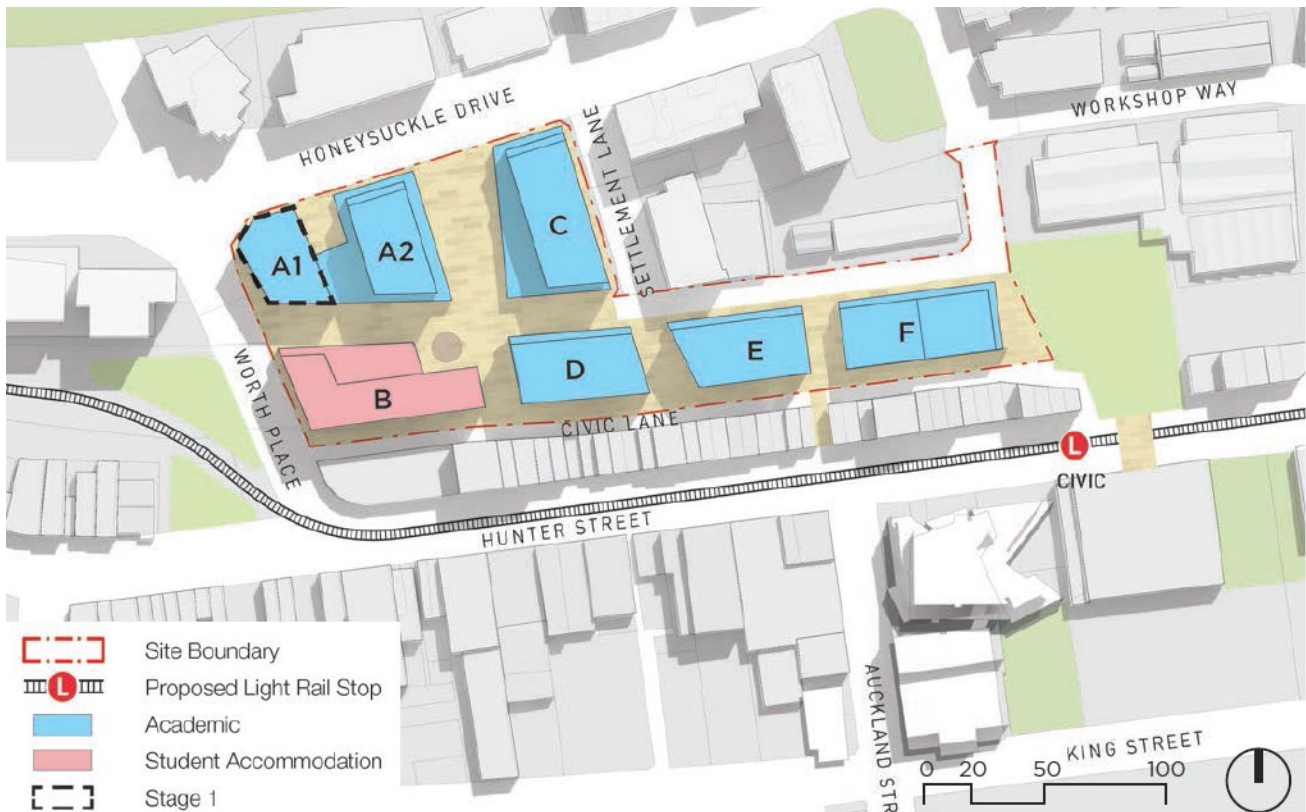 HONEYSUCKLE DRIVE
SETTLEMENT LANE
WORKSHOP WAY
A1
A2
C
WORTH PLACE
B
D
E
F
CIVIC LANE
L
CIVIC
HUNTER STREET
AUCKLAND STR
KING STREET
Site Boundary
L
Proposed Light Rail Stop
Academic
Student Accommodation
Stage 1
0 20 50 100